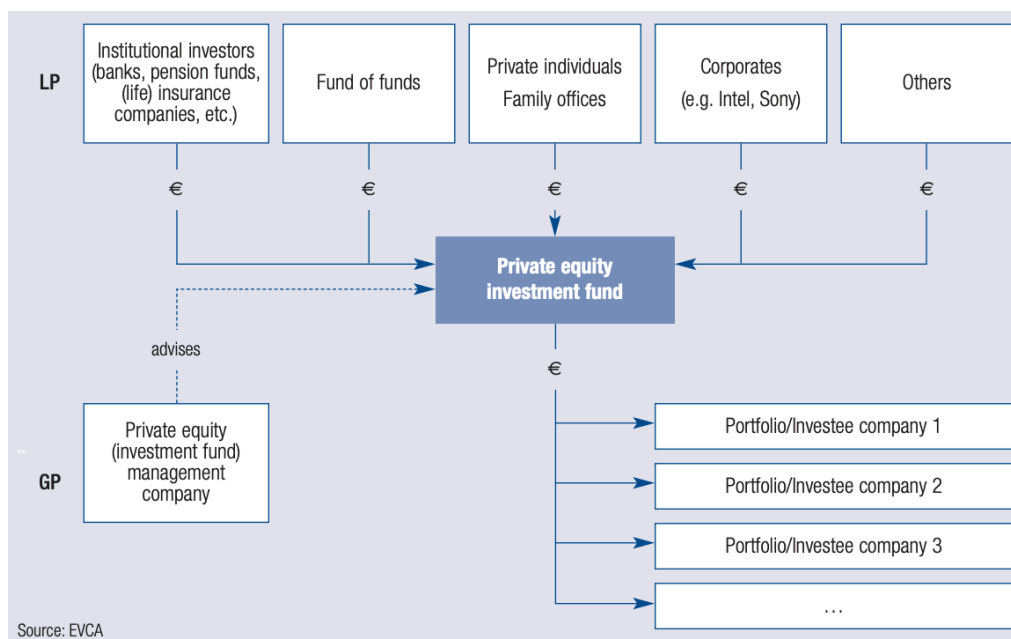 LP
Institutional investors
(banks, pension funds,
(life) insurance
companies, etc.)
Fund of funds
Private individuals
Family offices
Corporates
(e.g. Intel, Sony)
Others
€
€
€
€
€
Private equity
investment fund
advises
€
GP
Private equity
(investment fund)
management
company
Portfolio/Investee company 1
Portfolio/Investee company 2
Portfolio/Investee company 3
...
Source: EVCA